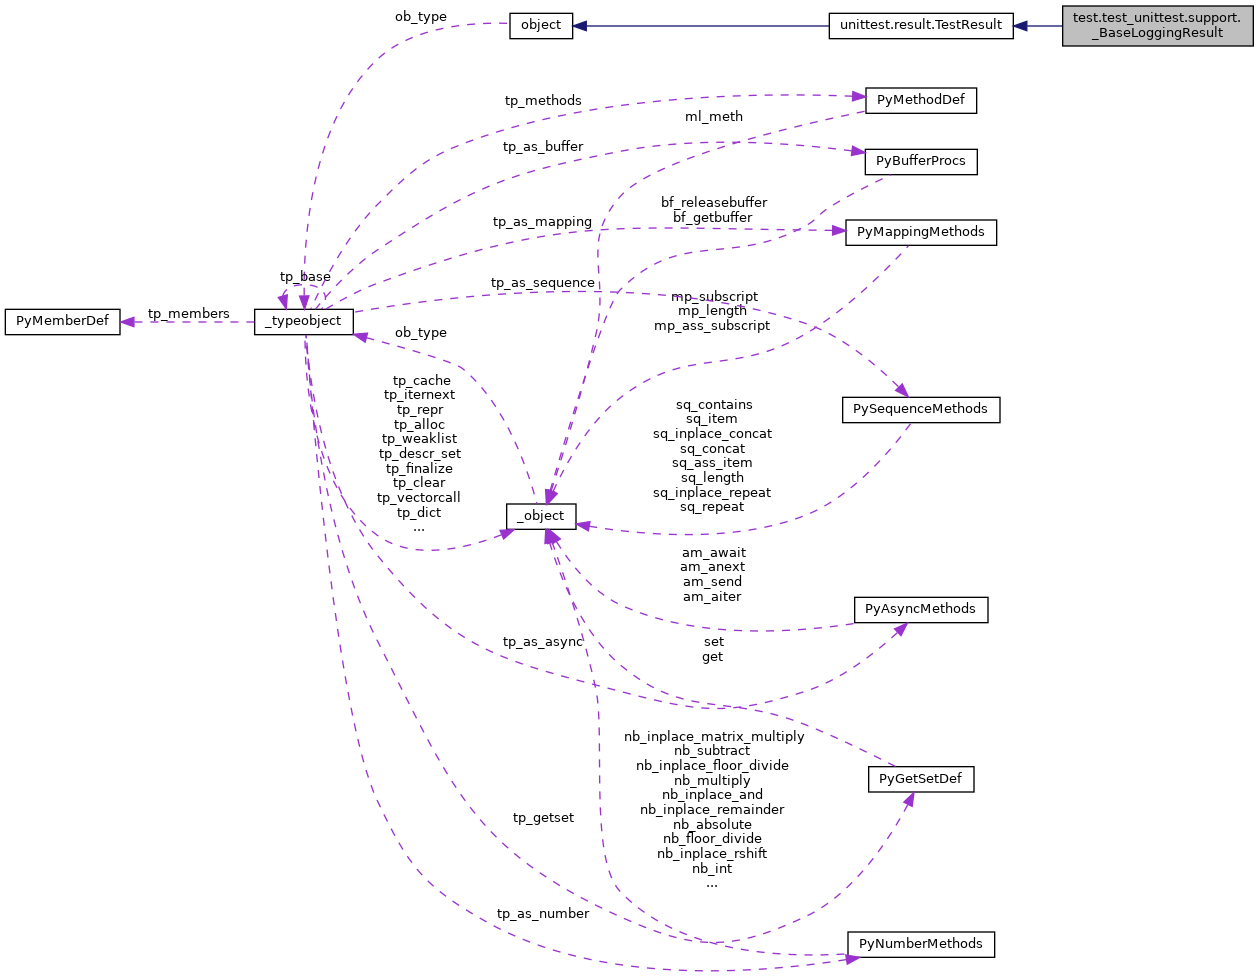 ob_type
object
unittest.result.TestResult
test.test_unittest.support.
_BaseLoggingResult
tp_methods
PyMethodDef
ml_meth
tp_as_buffer
PyBufferProcs
bf_releasebuffer
bf_getbuffer
tp_as_mapping
PyMappingMethods
tp_base
tp_as_sequence
mp_subscript
mp_length
mp_ass_subscript
PyMemberDef
tp_members
_typeobject
ob_type
tp_cache
tp_iternext
tp_repr
tp_alloc
tp_weaklist
tp_descr_set
tp_finalize
tp_clear
tp_vectorcall
tp_dict
...
sq_contains
sq_item
sq_inplace_concat
sq_concat
sq_ass_item
sq_length
sq_inplace_repeat
sq_repeat
PySequenceMethods
_object
am_await
am_anext
am_send
am_aiter
PyAsyncMethods
tp_as_async
set
get
nb_inplace_matrix_multiply
nb_subtract
nb_inplace_floor_divide
nb_multiply
nb_inplace_and
nb_inplace_remainder
nb_absolute
nb_floor_divide
nb_inplace_rshift
nb_int
...
PyGetSetDef
tp_getset
tp_as_number
PyNumberMethods